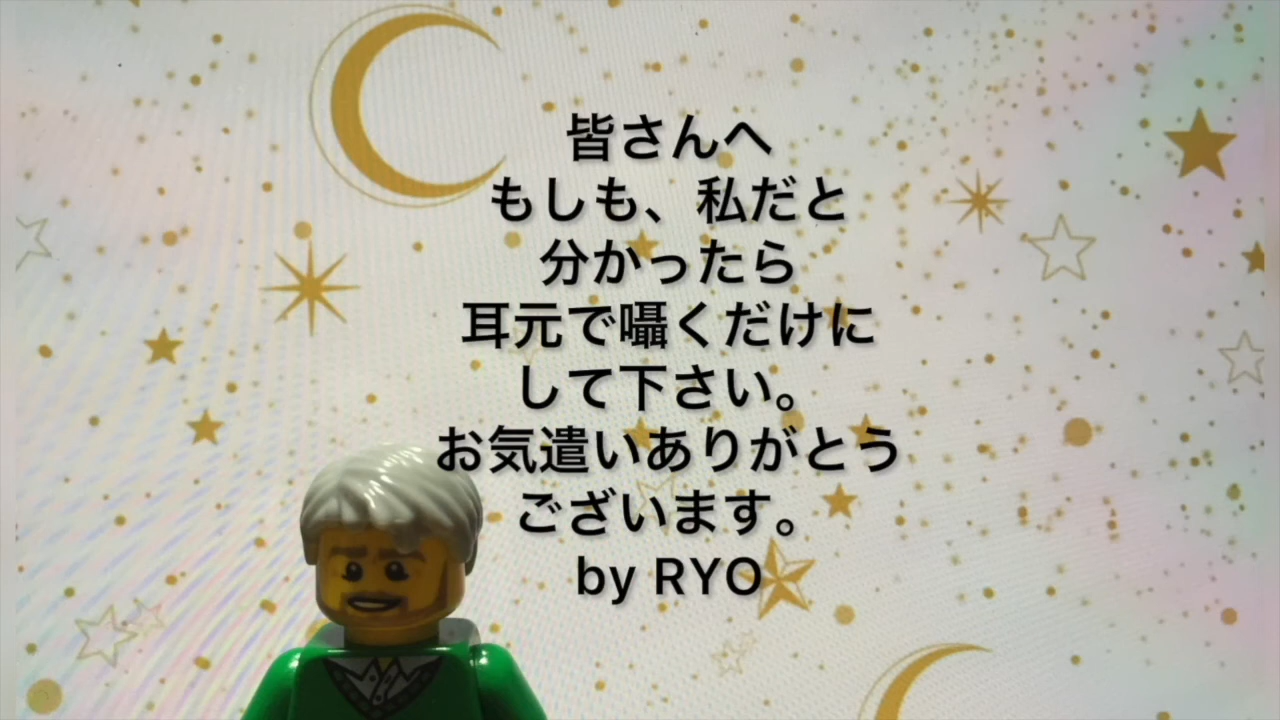 皆さんへ
もしも、私だと
分かったら
耳元で囁くだけに
して下さい。
お気遣いありがとう
ございます。
by RYO